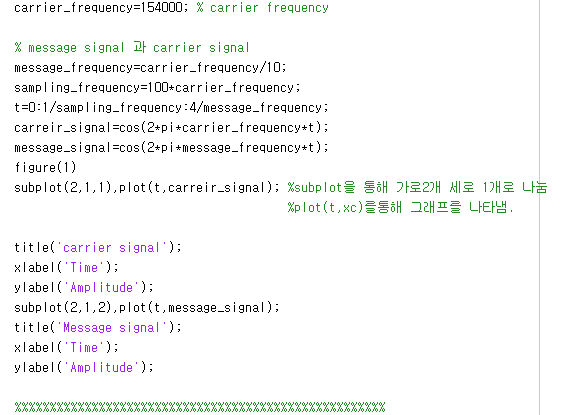 carrier_frequency=154000; % carrier frequency
% message signal 과 carrier signal
message_frequency=carrier_frequency/10;
sampling_frequency=100*carrier_frequency;
t=0:1/sampling_frequency:4/message_frequency;
carreir_signal=cos(2*pi*carrier_frequency*t);
message_signal=cos(2*pi*message_frequency*t);
figure(1)
subplot(2,1,1),plot(t,carreir_signal); %subplot을 통해 가로2개 세로 1개로 나눔
%plot(t,xc)를통해 그래프를 나타냄.
title('carrier signal');
xlabel('Time');
ylabel('Amplitude');
subplot(2,1,2),plot(t,message_signal);
title('Message signal');
xlabel('Time');
ylabel('Amplitude');
%%%%%%%%%%%%%%%%%%%%%%%%%%%%%%%%%%%%%%%%%%%%%%%%%%%%%